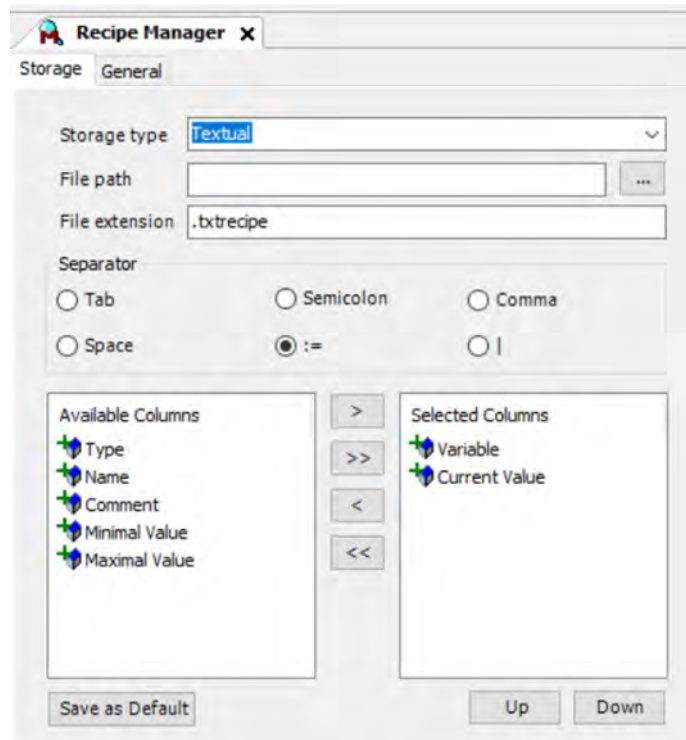 Recipe Manager X
Storage General
Storage type Textual
File path ...
File extension .txtrecipe
Separator
Tab Semicolon Comma
Space := |
Available Columns > Selected Columns
Type Variable
>>
Name Current Value
Comment <
Minimal Value
Maximal Value <<
Save as Default Up Down